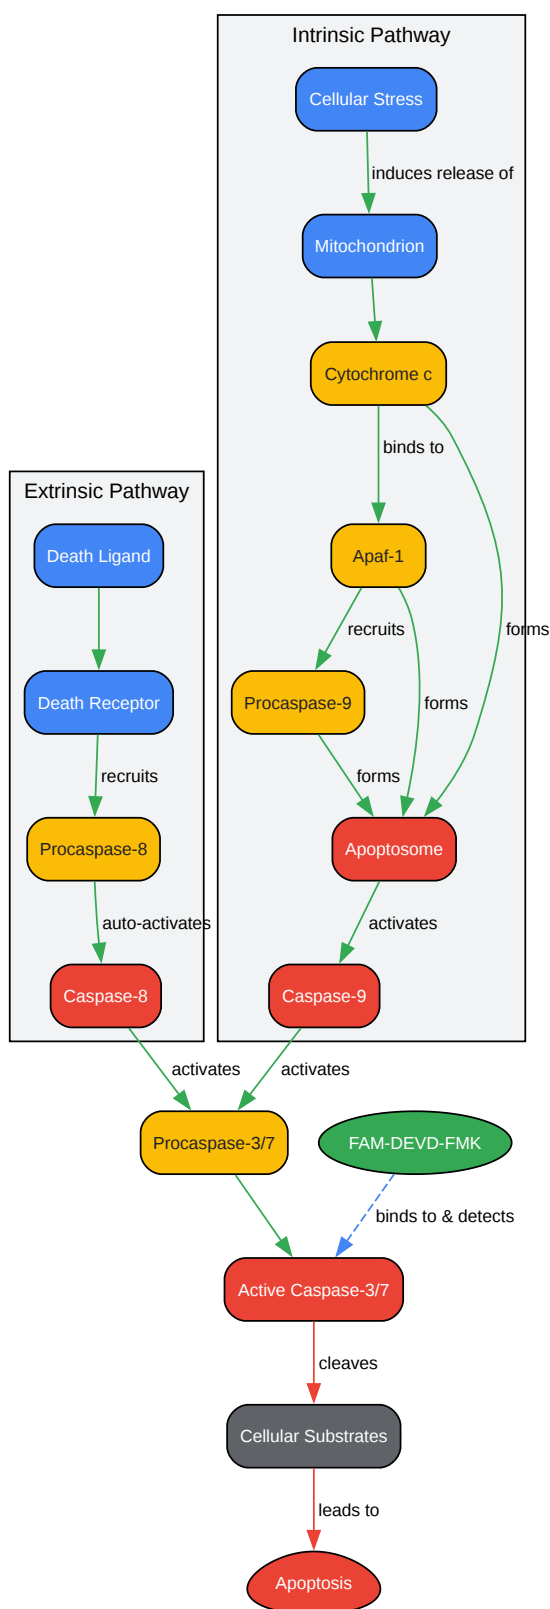 Intrinsic Pathway
Cellular Stress
induces release of
Mitochondrion
Cytochrome c
binds to
Extrinsic Pathway
Death Ligand
Apaf-1
recruits
forms
Death Receptor
Procaspase-9
forms
recruits
forms
Procaspase-8
Apoptosome
auto-activates
activates
Caspase-8
Caspase-9
activates
activates
Procaspase-3/7
FAM-DEVD-FMK
binds to & detects
Active Caspase-3/7
cleaves
Cellular Substrates
leads to
Apoptosis